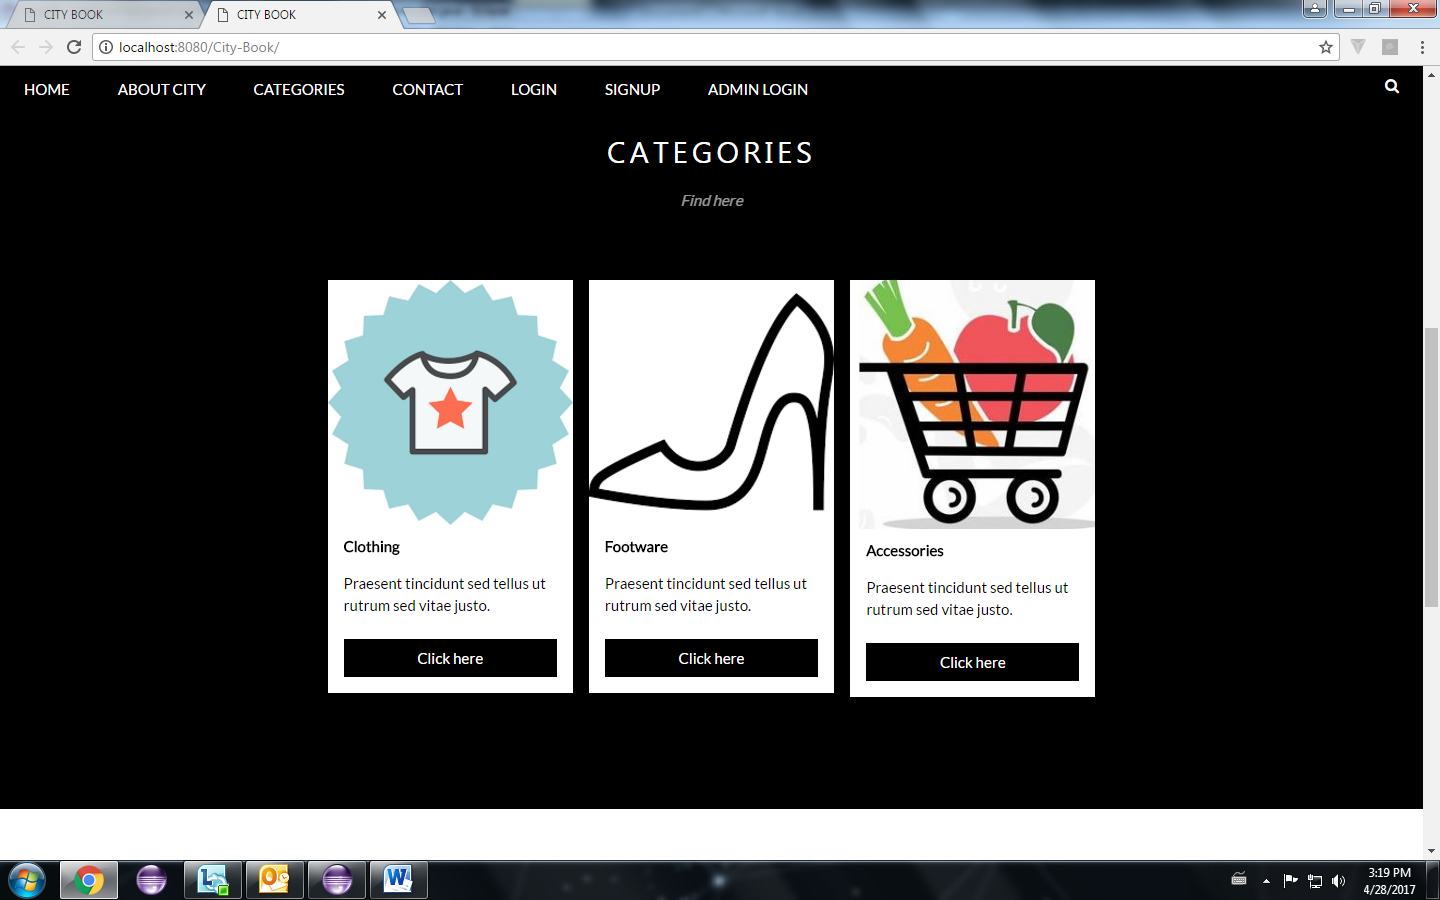 CITY BOOK
CITY BOOK
localhost:8080/City-Book/
HOME ABOUT CITY CATEGORIES CONTACT LOGIN SIGNUP ADMIN LOGIN
CATEGORIES
Find here
Clothing
Praesent tincidunt sed tellus ut
rutrum sed vitae justo.
Click here
Footware
Praesent tincidunt sed tellus ut
rutrum sed vitae justo.
Click here
Accessories
Praesent tincidunt sed tellus ut
rutrum sed vitae justo.
Click here
3:19 PM
4/28/2017